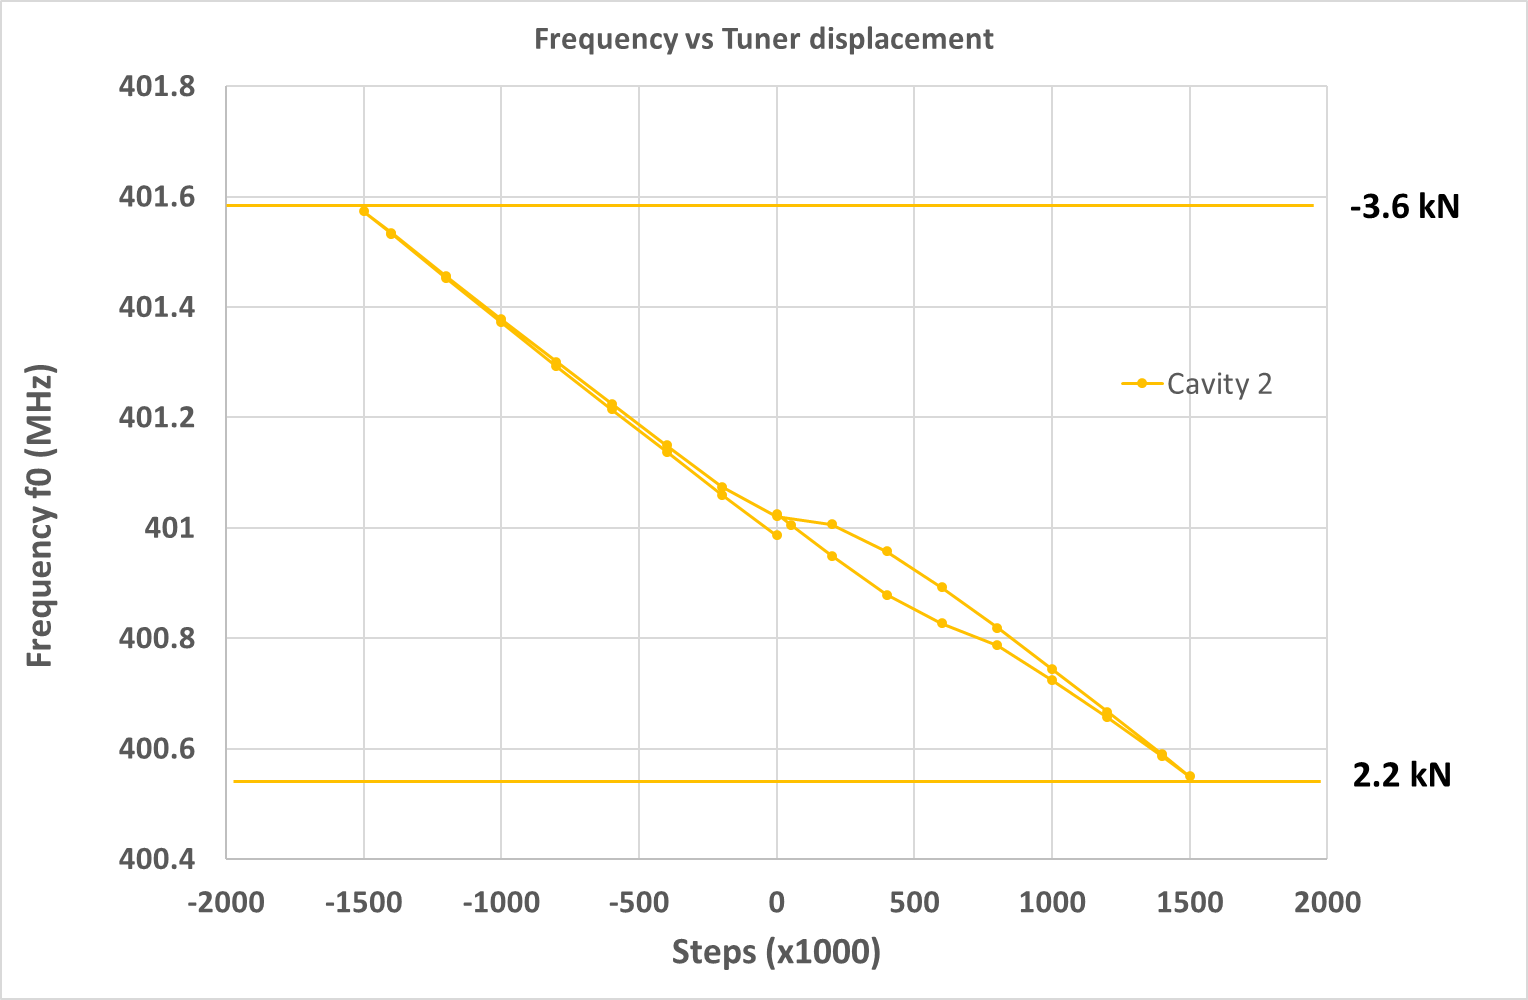 Frequency vs Tuner displacement
401.8
401.6
-3.6 kN
401.4
Cavity 2
401.2
401
400.8
2.2 kN
400.6
400.4
Frequency f0 (MHz)
-2000 -1500 -1000 -500 0 500 1000 1500 2000
Steps (x1000)